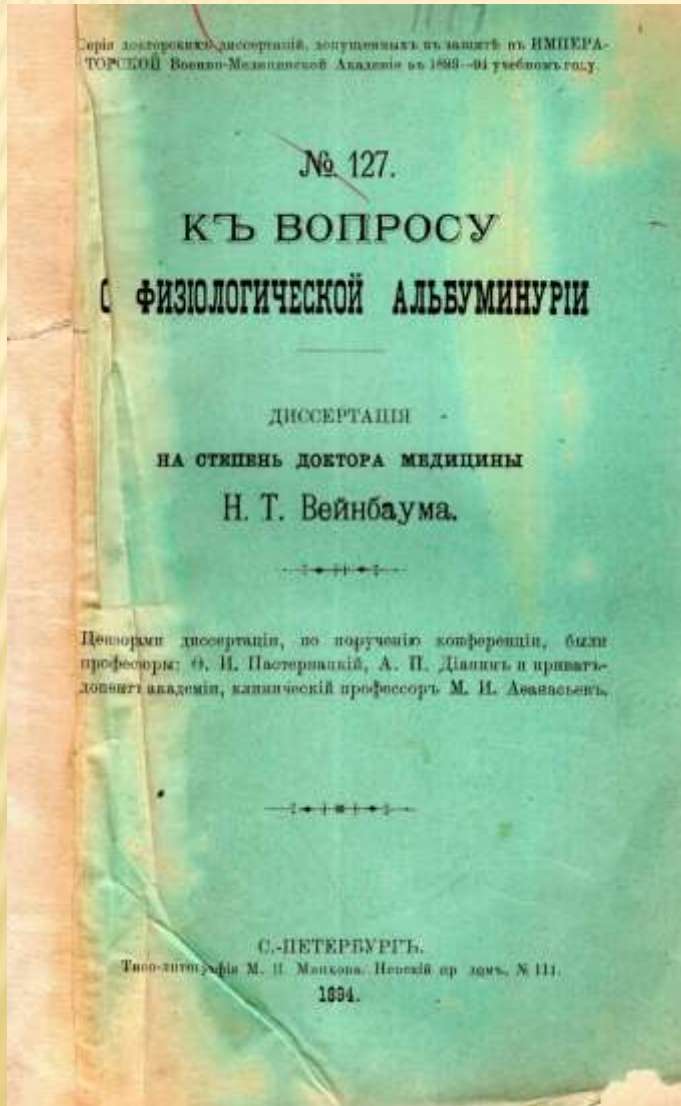 Серія докторскихъ диссертацій, допущенныхъ къ защитѣ въ ИМПЕРА-
ТОРСКОЙ Военно-Медицинской Академіи въ 1893—94 учебномъ году.
№ 127.
КЪ ВОПРОСУ
О ФИЗІОЛОГИЧЕСКОЙ АЛЬБУМИНУРІИ
ДИССЕРТАЦІЯ
НА СТЕПЕНЬ ДОКТОРА МЕДИЦИНЫ
Н. Т. Вейнбаума.
Цензорами диссертаціи, по порученію конференціи, были
профессоры: Ѳ. И. Пастернацкій, А. П. Діанинъ и приватъ-
доцентъ академіи, клиническій профессоръ М. И. Аѳанасьевъ.
С.-ПЕТЕРБУРГЪ.
Типо-литографія М. П. Невскій пр домъ, № 111.
1894.